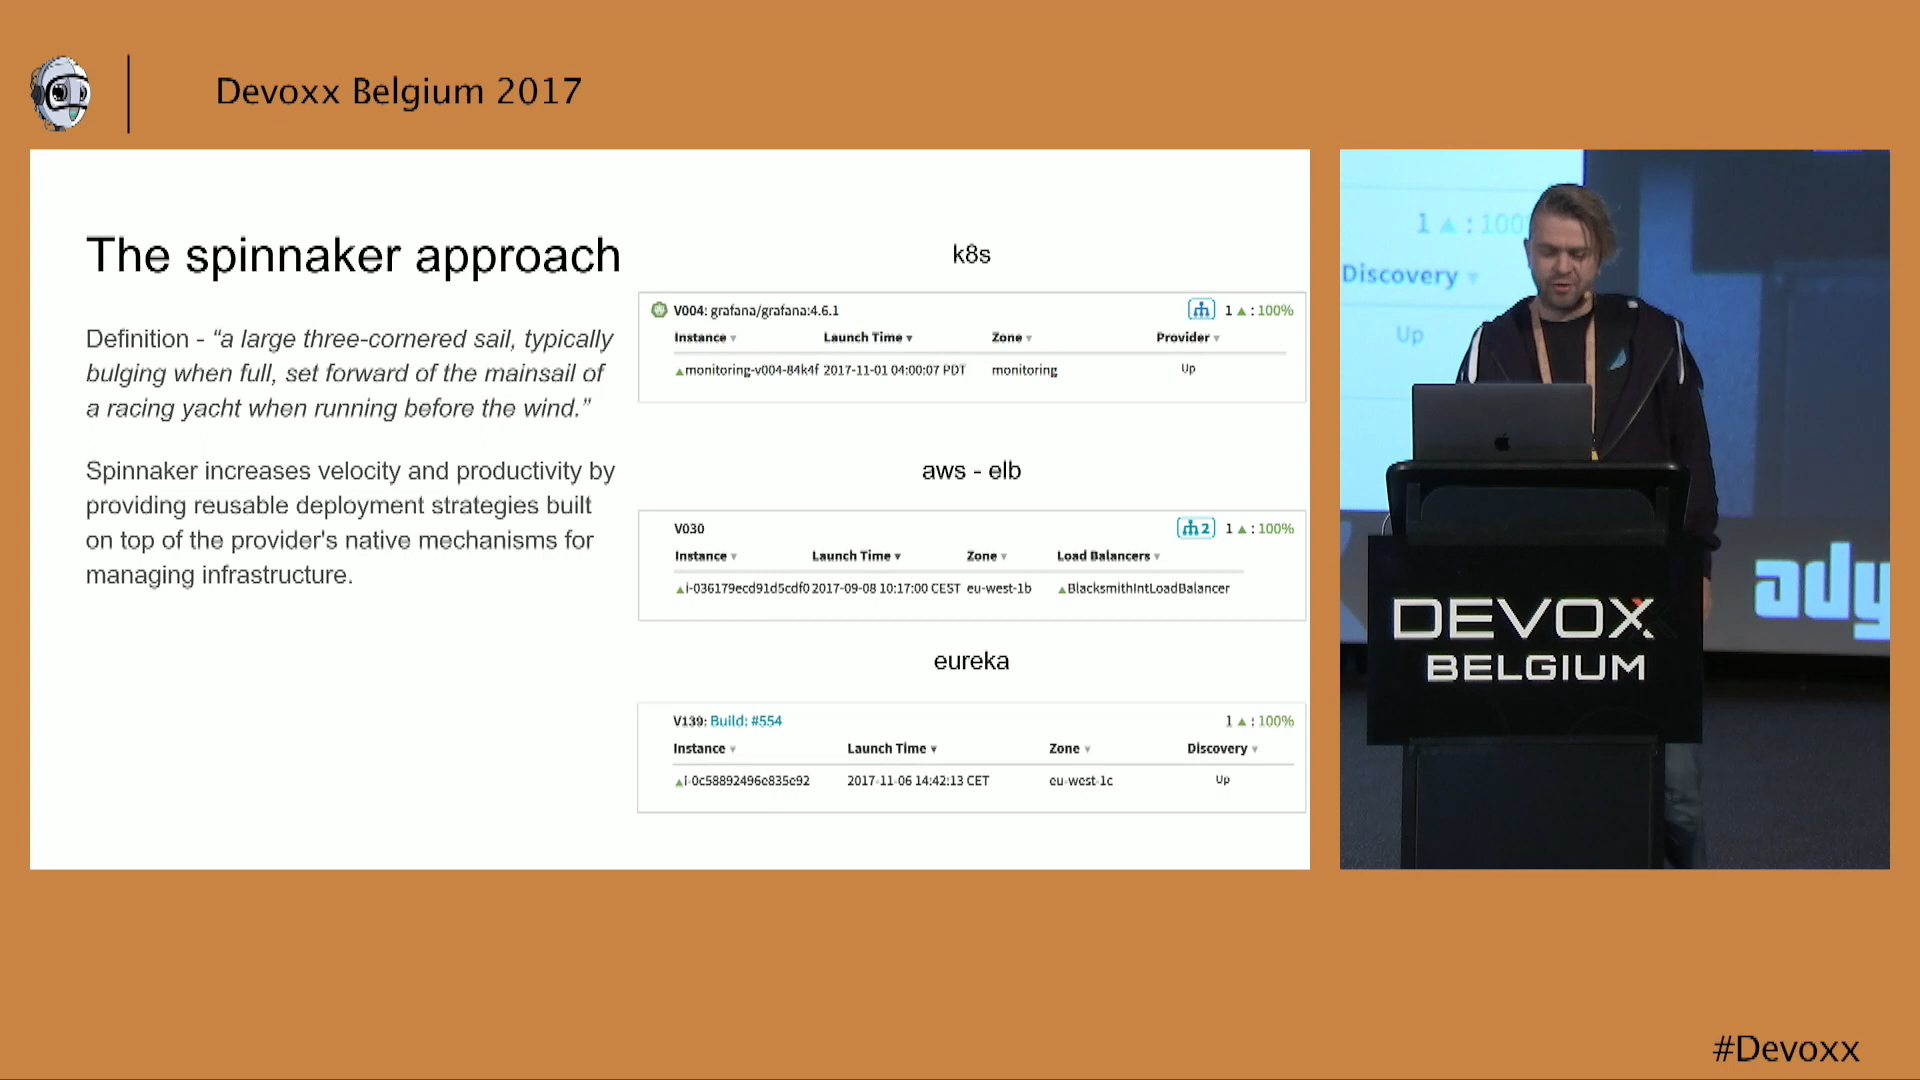 Devoxx Belgium 2017
The spinnaker approach
Definition - “a large three-cornered sail, typically
bulging when full, set forward of the mainsail of
a racing yacht when running before the wind.”
Spinnaker increases velocity and productivity by
providing reusable deployment strategies built
on top of the provider's native mechanisms for
managing infrastructure.
k8s
V004: grafana/grafana:4.6.1 1 ▲ : 100%
Instance ▾ Launch Time ▾ Zone ▾ Provider ▾
▲monitoring-v004-84k4f 2017-11-01 04:00:07 PDT monitoring Up
aws - elb
V030 2 1 ▲ : 100%
Instance ▾ Launch Time ▾ Zone ▾ Load Balancers ▾
▲i-036179ecd91d5cdf0 2017-09-08 10:17:00 CEST eu-west-1b ▲BlacksmithIntLoadBalancer
eureka
V139: Build: #554 1 ▲ : 100%
Instance ▾ Launch Time ▾ Zone ▾ Discovery ▾
▲i-0c58892496e835e92 2017-11-06 14:42:13 CET eu-west-1c Up
1 ▲ : 100
Discovery ▾
Up
ady
DEVOXX
BELGIUM
#Devoxx